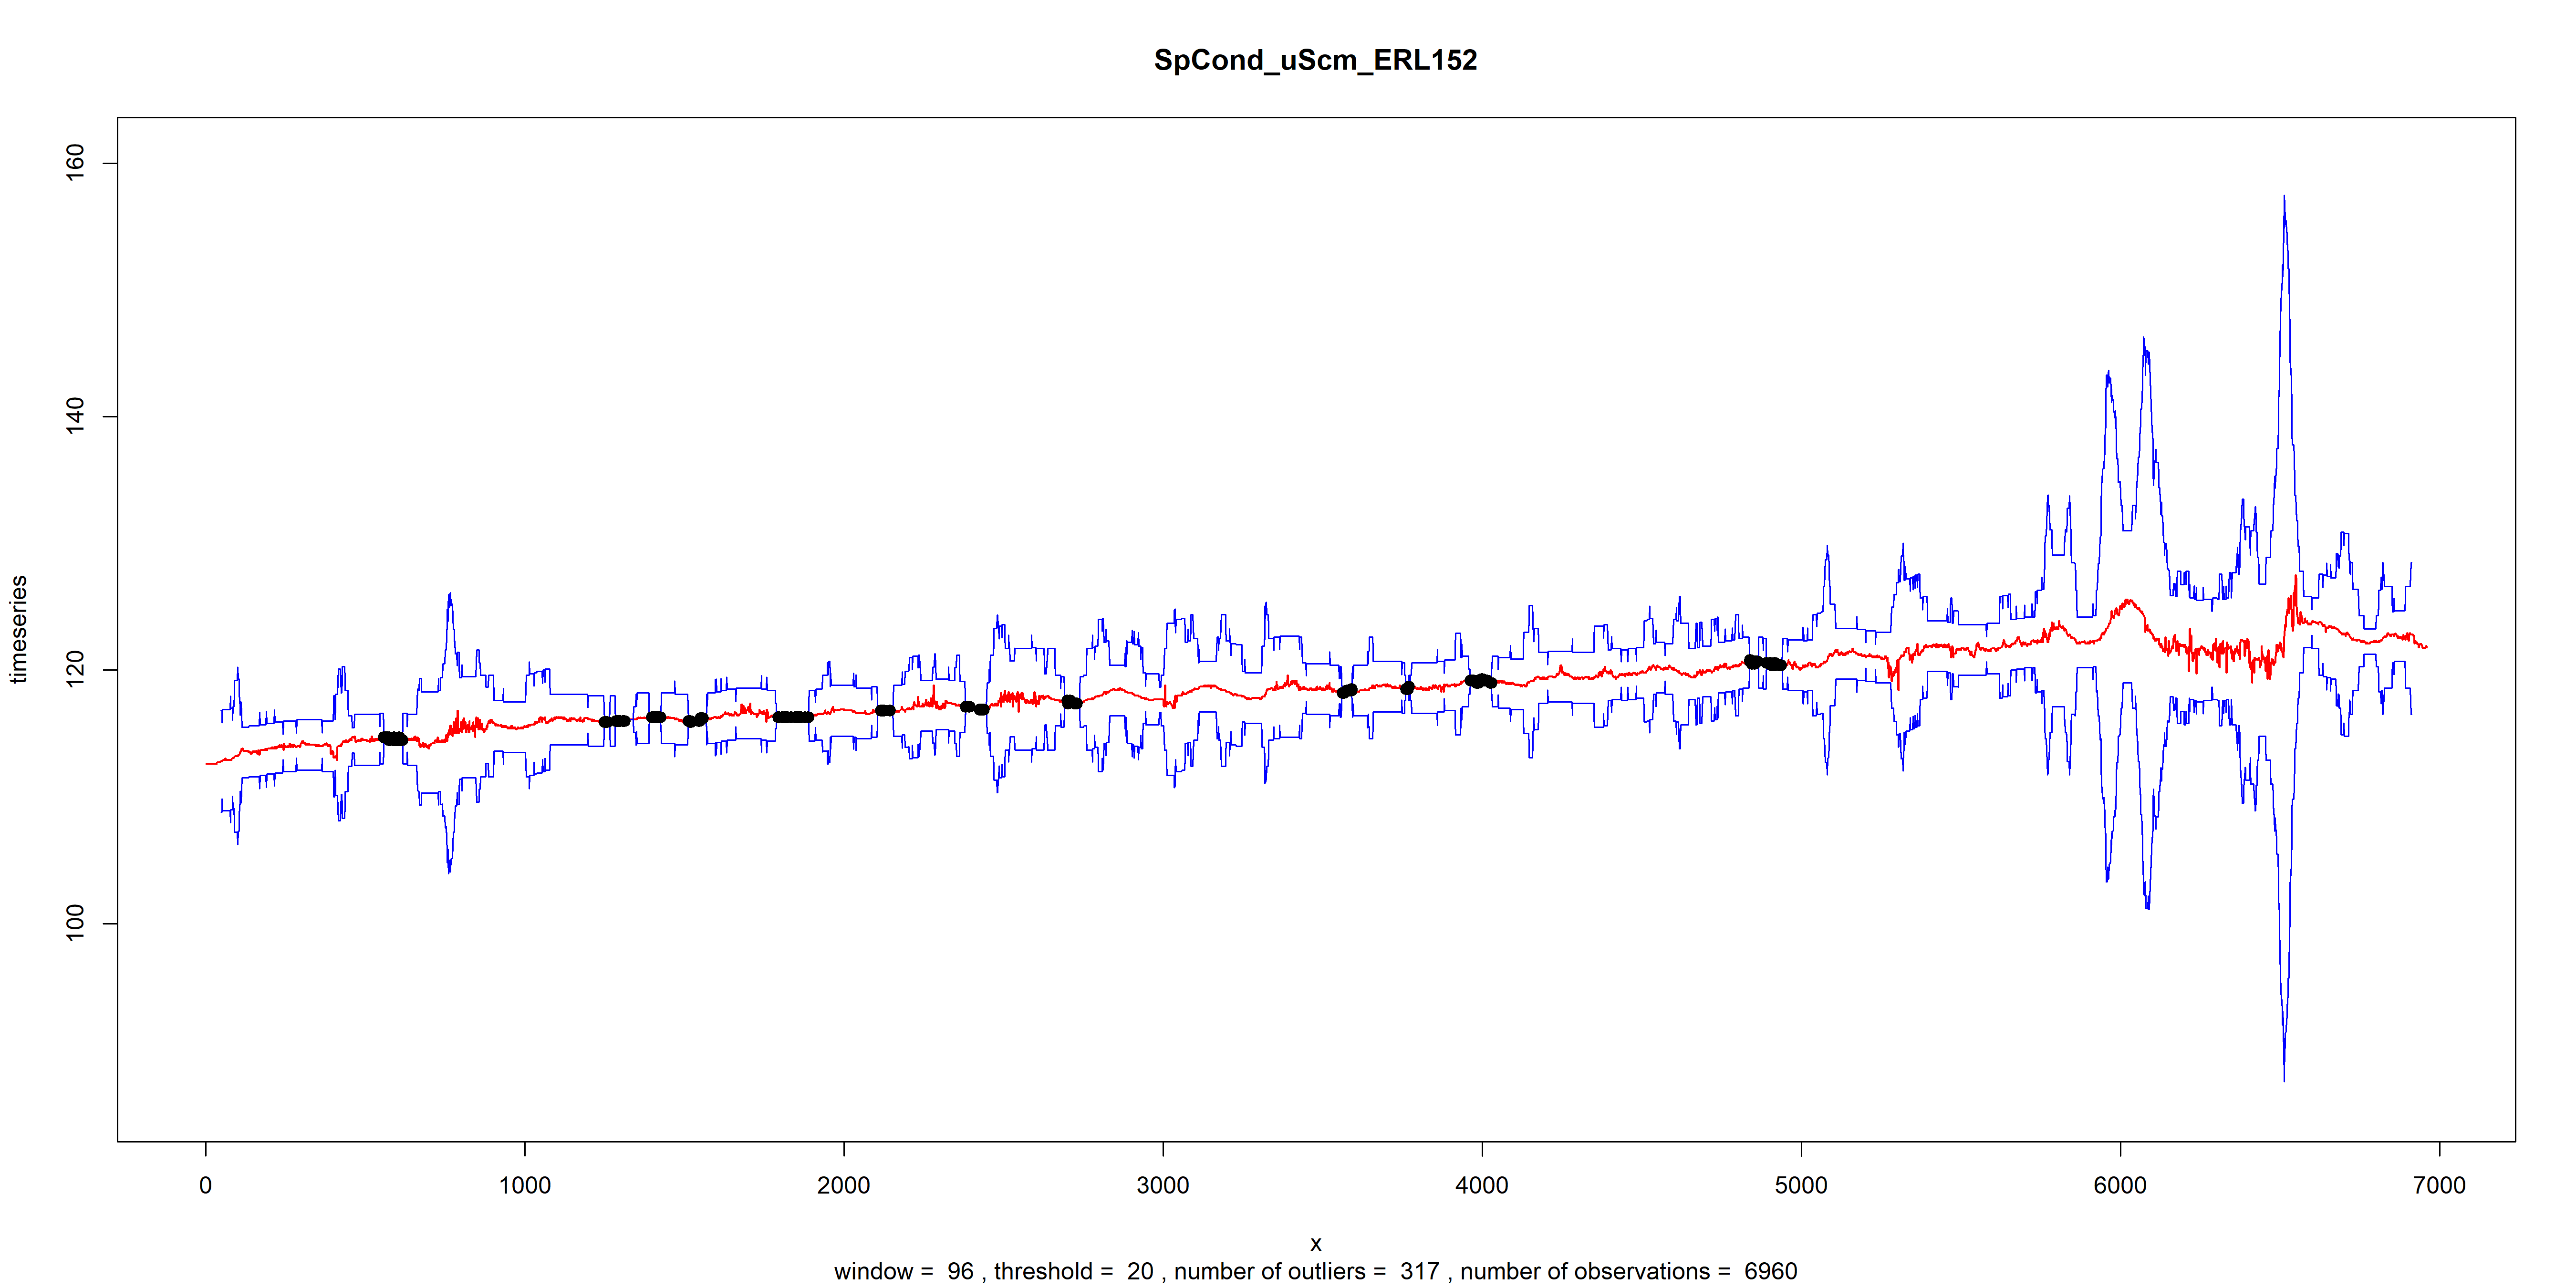 SpCond_uScm_ERL152
160
140
120
100
timeseries
0 1000 2000 3000 4000 5000 6000 7000
x
window =  96 , threshold =  20 , number of outliers =  317 , number of observations =  6960